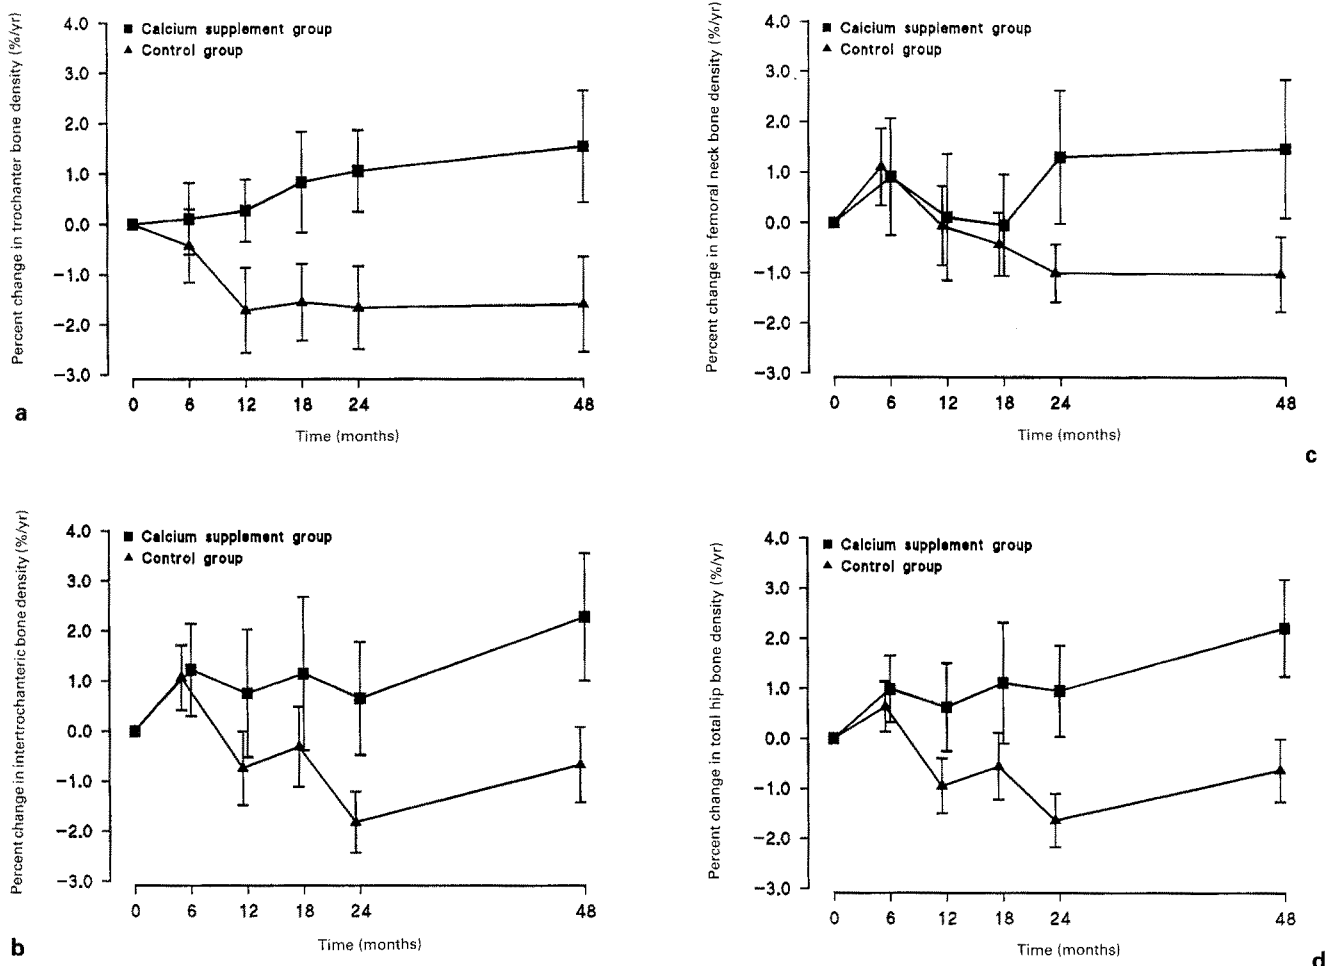 Percent change in trochanter bone density (%/yr)
4.0
3.0
2.0
1.0
0.0
−1.0
−2.0
−3.0
Calcium supplement group
Control group
0 6 12 18 24 48
Time (months)
a
Percent change in intertrochanteric bone density (%/yr)
4.0
3.0
2.0
1.0
0.0
−1.0
−2.0
−3.0
Calcium supplement group
Control group
0 6 12 18 24 48
Time (months)
b
Percent change in femoral neck bone density (%/yr)
4.0
3.0
2.0
1.0
0.0
−1.0
−2.0
−3.0
Calcium supplement group
Control group
0 6 12 18 24 48
Time (months)
c
Percent change in total hip bone density (%/yr)
4.0
3.0
2.0
1.0
0.0
−1.0
−2.0
−3.0
Calcium supplement group
Control group
0 6 12 18 24 48
Time (months)
d